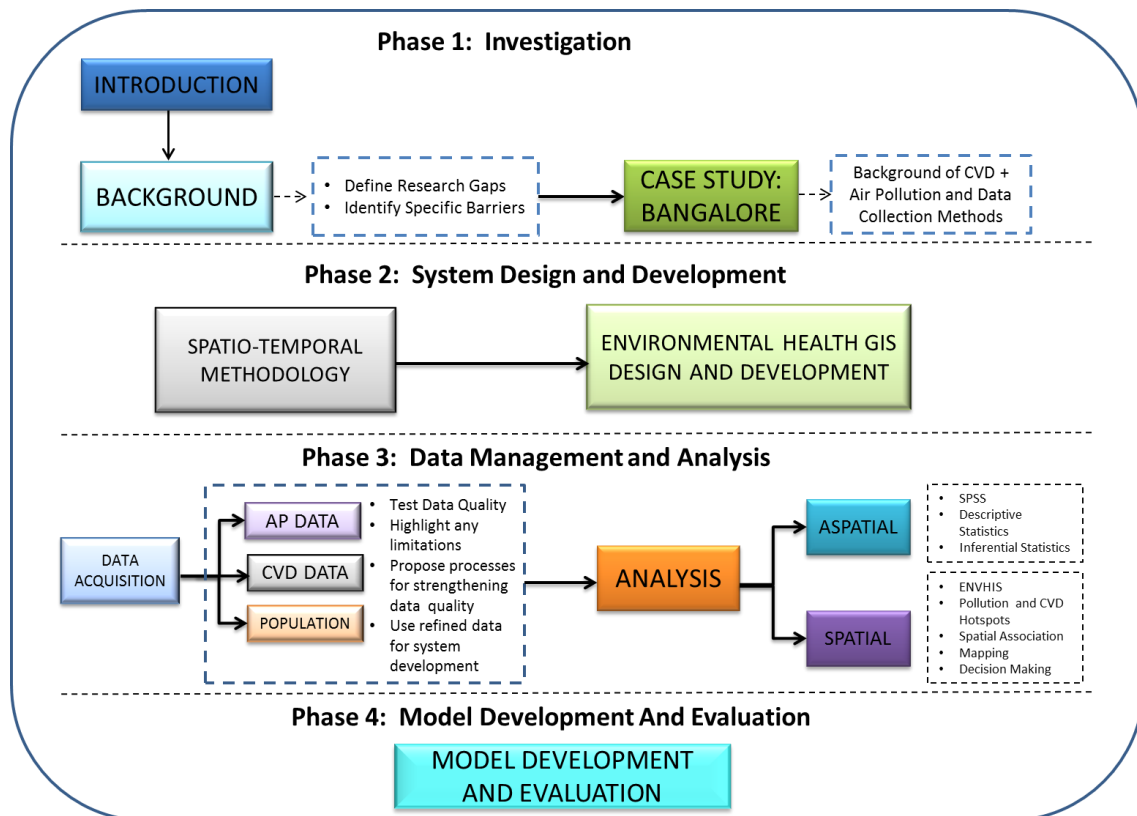 Phase 1: Investigation
INTRODUCTION
BACKGROUND
• Define Research Gaps
• Identify Specific Barriers
CASE STUDY:
BANGALORE
Background of CVD +
Air Pollution and Data
Collection Methods
Phase 2: System Design and Development
SPATIO-TEMPORAL
METHODOLOGY
ENVIRONMENTAL HEALTH GIS
DESIGN AND DEVELOPMENT
Phase 3: Data Management and Analysis
DATA
ACQUISITION
AP DATA
CVD DATA
POPULATION
• Test Data Quality
• Highlight any
limitations
• Propose processes
for strengthening
data quality
• Use refined data
for system
development
ANALYSIS
ASPATIAL
• SPSS
• Descriptive
Statistics
• Inferential Statistics
SPATIAL
• ENVHIS
• Pollution and CVD
Hotspots
• Spatial Association
• Mapping
• Decision Making
Phase 4: Model Development And Evaluation
MODEL DEVELOPMENT
AND EVALUATION